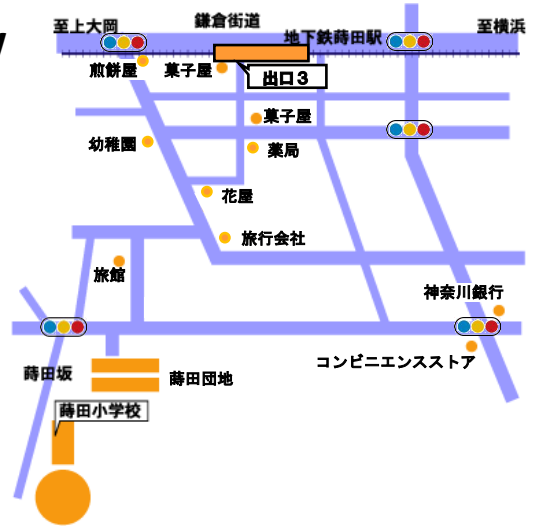 至上大岡
鎌倉街道
地下鉄蒔田駅
至横浜
煎餅屋
菓子屋
出口３
菓子屋
幼稚園
薬局
花屋
旅行会社
旅館
神奈川銀行
コンビニエンスストア
蒔田坂
蒔田団地
蒔田小学校